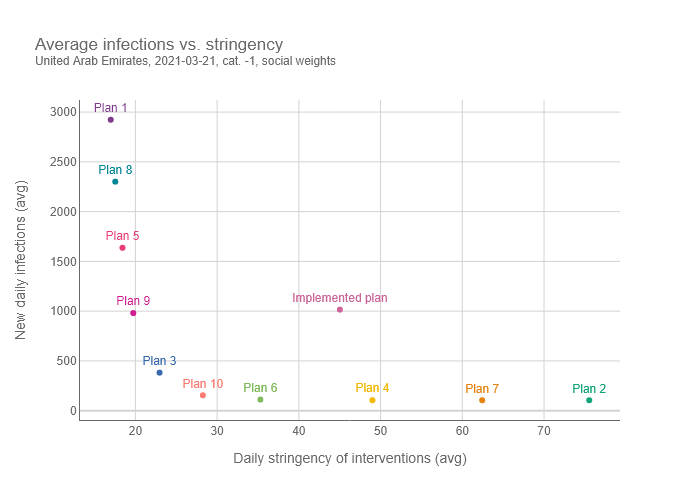 Average infections vs. stringency
United Arab Emirates, 2021-03-21, cat. -1, social weights
Plan 1
3000
2500
Plan 8
2000
Plan 5
1500
Plan 9
Implemented plan
1000
Plan 3
500
Plan 10
Plan 6
Plan 4
Plan 7
Plan 2
0
20
30
40
50
60
70
New daily infections (avg)
Daily stringency of interventions (avg)